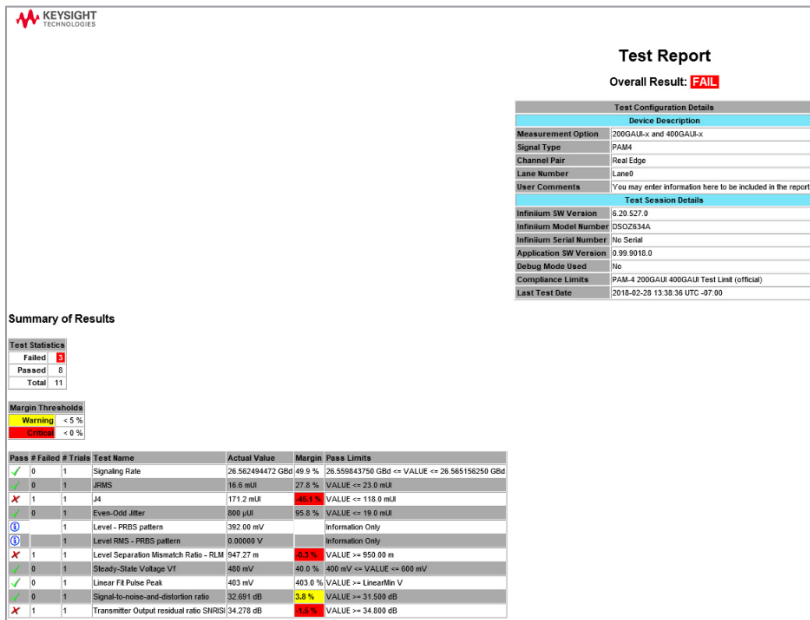 KEYSIGHT
TECHNOLOGIES
Test Report
Overall Result: FAIL
Test Configuration Details
Device Description
Measurement Option 200GAUI-x and 400GAUI-x
Signal Type PAM4
Channel Pair Real Edge
Lane Number Lane0
User Comments You may enter information here to be included in the report
Test Session Details
Infiniium SW Version 6.20.527.0
Infiniium Model Number DSOZ634A
Infiniium Serial Number No Serial
Application SW Version 0.99.9018.0
Debug Mode Used No
Compliance Limits PAM-4 200GAUI 400GAUI Test Limit (official)
Last Test Date 2018-02-28 13:38:36 UTC -07:00
Summary of Results
Test Statistics
Failed 3
Passed 8
Total 11
Margin Thresholds
Warning < 5 %
Critical < 0 %
Pass # Failed # Trials Test Name Actual Value Margin Pass Limits
0 1 Signaling Rate 26.562494472 GBd 49.9 % 26.559843750 GBd <= VALUE <= 26.565156250 GBd
0 1 JRMS 16.6 mUI 27.8 % VALUE <= 23.0 mUI
1 1 J4 171.2 mUI -45.1 % VALUE <= 118.0 mUI
0 1 Even-Odd Jitter 800 µUI 95.8 % VALUE <= 19.0 mUI
1 Level - PRBS pattern 392.00 mV Information Only
1 Level RMS - PRBS pattern 0.00000 V Information Only
1 1 Level Separation Mismatch Ratio - RLM 947.27 m -0.3 % VALUE >= 950.00 m
0 1 Steady-State Voltage Vf 480 mV 40.0 % 400 mV <= VALUE <= 600 mV
0 1 Linear Fit Pulse Peak 403 mV 403.0 % VALUE >= LinearMin V
0 1 Signal-to-noise-and-distortion ratio 32.691 dB 3.8 % VALUE >= 31.500 dB
1 1 Transmitter Output residual ratio SNRISI 34.278 dB -1.5 % VALUE >= 34.800 dB